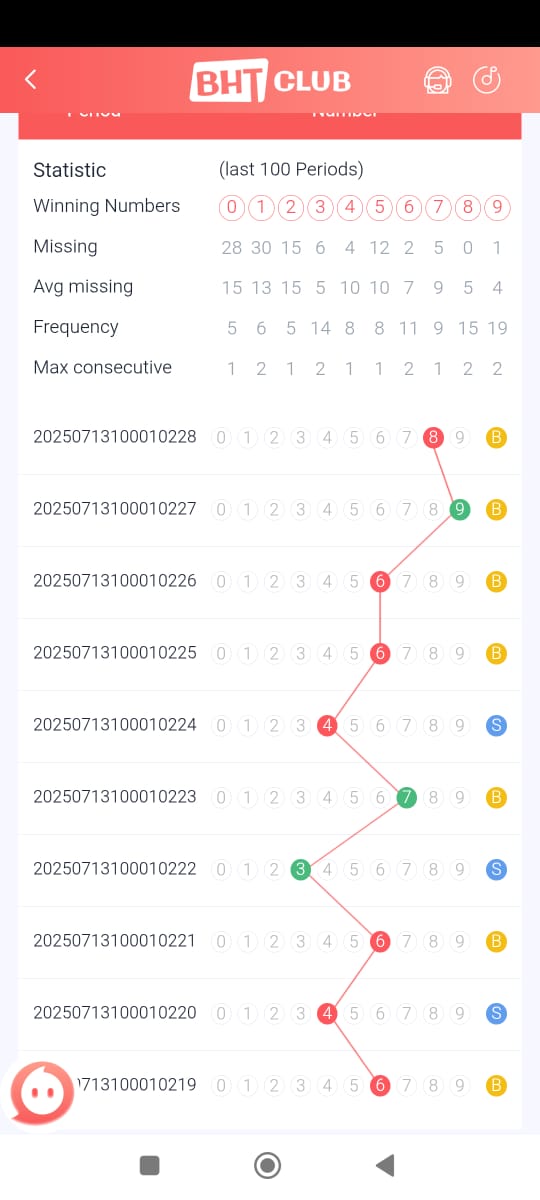 BHT CLUB
Period Number
Statistic (last 100 Periods)
Winning Numbers 0 1 2 3 4 5 6 7 8 9
Missing 28 30 15 6 4 12 2 5 0 1
Avg missing 15 13 15 5 10 10 7 9 5 4
Frequency 5 6 5 14 8 8 11 9 15 19
Max consecutive 1 2 1 2 1 1 2 1 2 2
20250713100010228 0 1 2 3 4 5 6 7 8 9 B
20250713100010227 0 1 2 3 4 5 6 7 8 9 B
20250713100010226 0 1 2 3 4 5 6 7 8 9 B
20250713100010225 0 1 2 3 4 5 6 7 8 9 B
20250713100010224 0 1 2 3 4 5 6 7 8 9 S
20250713100010223 0 1 2 3 4 5 6 7 8 9 B
20250713100010222 0 1 2 3 4 5 6 7 8 9 S
20250713100010221 0 1 2 3 4 5 6 7 8 9 B
20250713100010220 0 1 2 3 4 5 6 7 8 9 S
713100010219 0 1 2 3 4 5 6 7 8 9 B